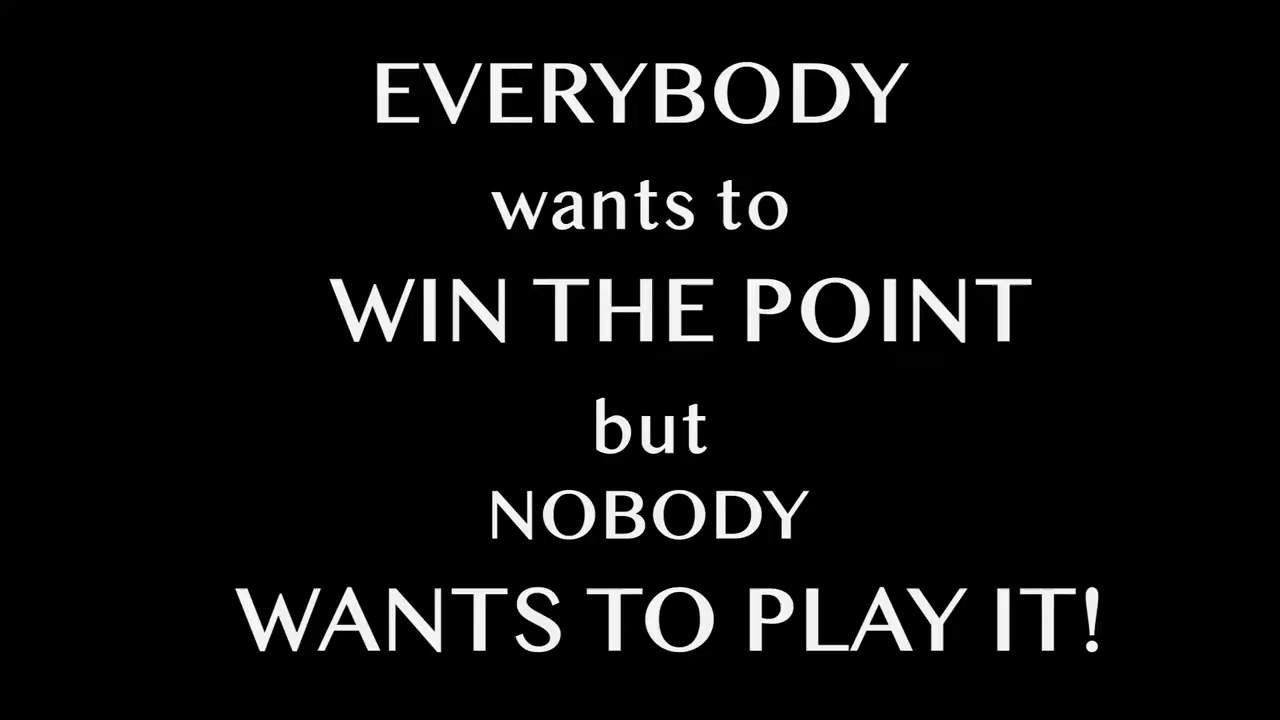 EVERYBODY
wants to
WIN THE POINT
but
NOBODY
WANTS TO PLAY IT!